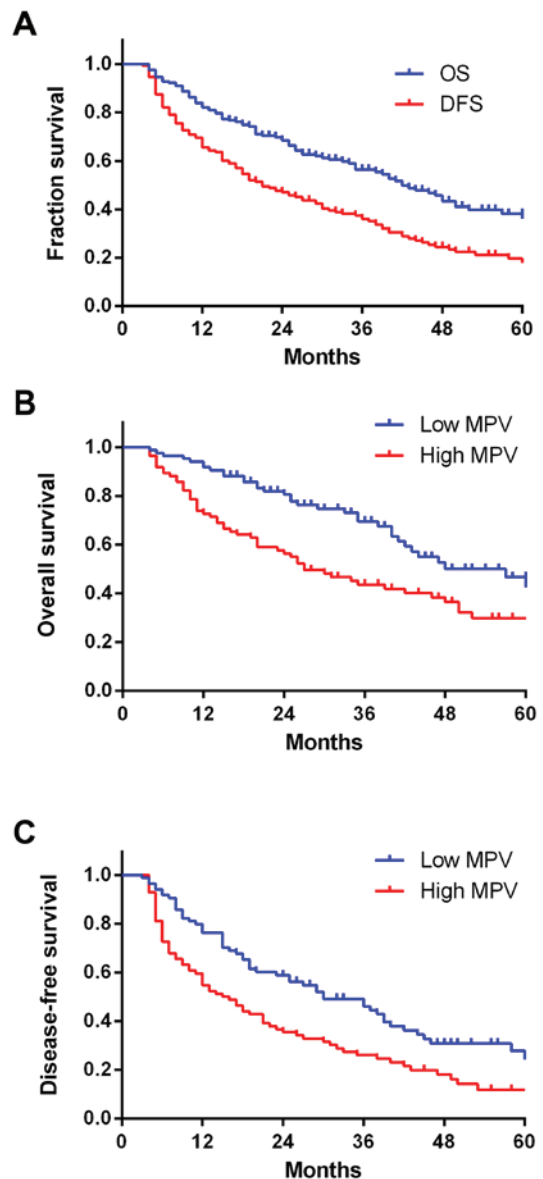 A
OS
DFS
Fraction survival
1.0
0.8
0.6
0.4
0.2
0.0
0 12 24 36 48 60
Months
B
Low MPV
High MPV
Overall survival
1.0
0.8
0.6
0.4
0.2
0.0
0 12 24 36 48 60
Months
C
Low MPV
High MPV
Disease-free survival
1.0
0.8
0.6
0.4
0.2
0.0
0 12 24 36 48 60
Months